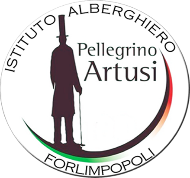 ISTITUTO ALBERGHIERO
Pellegrino
Artusi
FORLIMPOPOLI